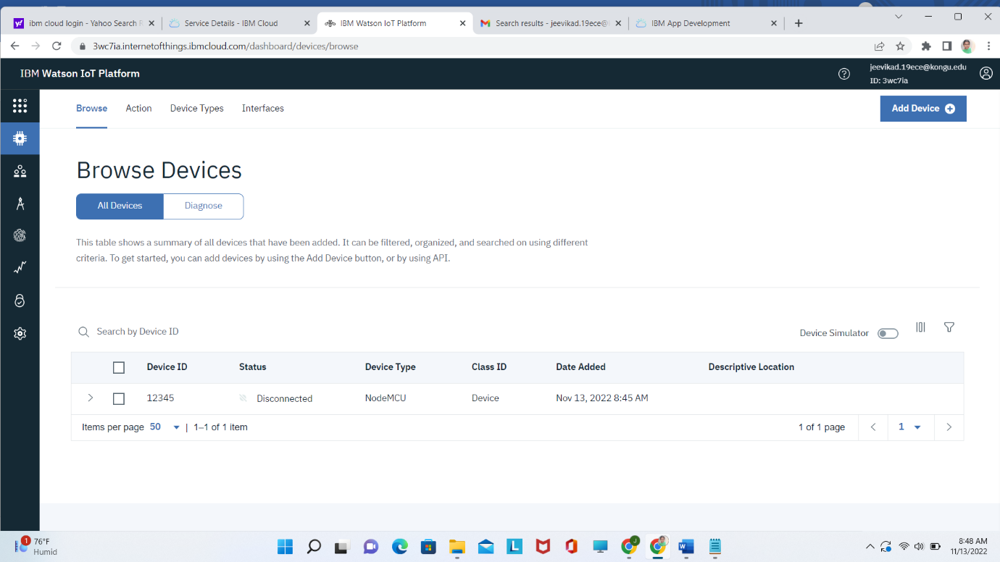 ibm cloud login - Yahoo Search R
Service Details - IBM Cloud
IBM Watson IoT Platform
Search results - jeevikad.19ece@
IBM App Development
3wc7ia.internetofthings.ibmcloud.com/dashboard/devices/browse
IBM Watson IoT Platform
jeevikad.19ece@kongu.edu
ID: 3wc7ia
Browse Action Device Types Interfaces
Add Device
Browse Devices
All Devices Diagnose
This table shows a summary of all devices that have been added. It can be filtered, organized, and searched on using different
criteria. To get started, you can add devices by using the Add Device button, or by using API.
Search by Device ID
Device Simulator
Device ID Status Device Type Class ID Date Added Descriptive Location
12345 Disconnected NodeMCU Device Nov 13, 2022 8:45 AM
Items per page 50 | 1–1 of 1 item
1 of 1 page 1
1 76°F
Humid
8:48 AM
11/13/2022